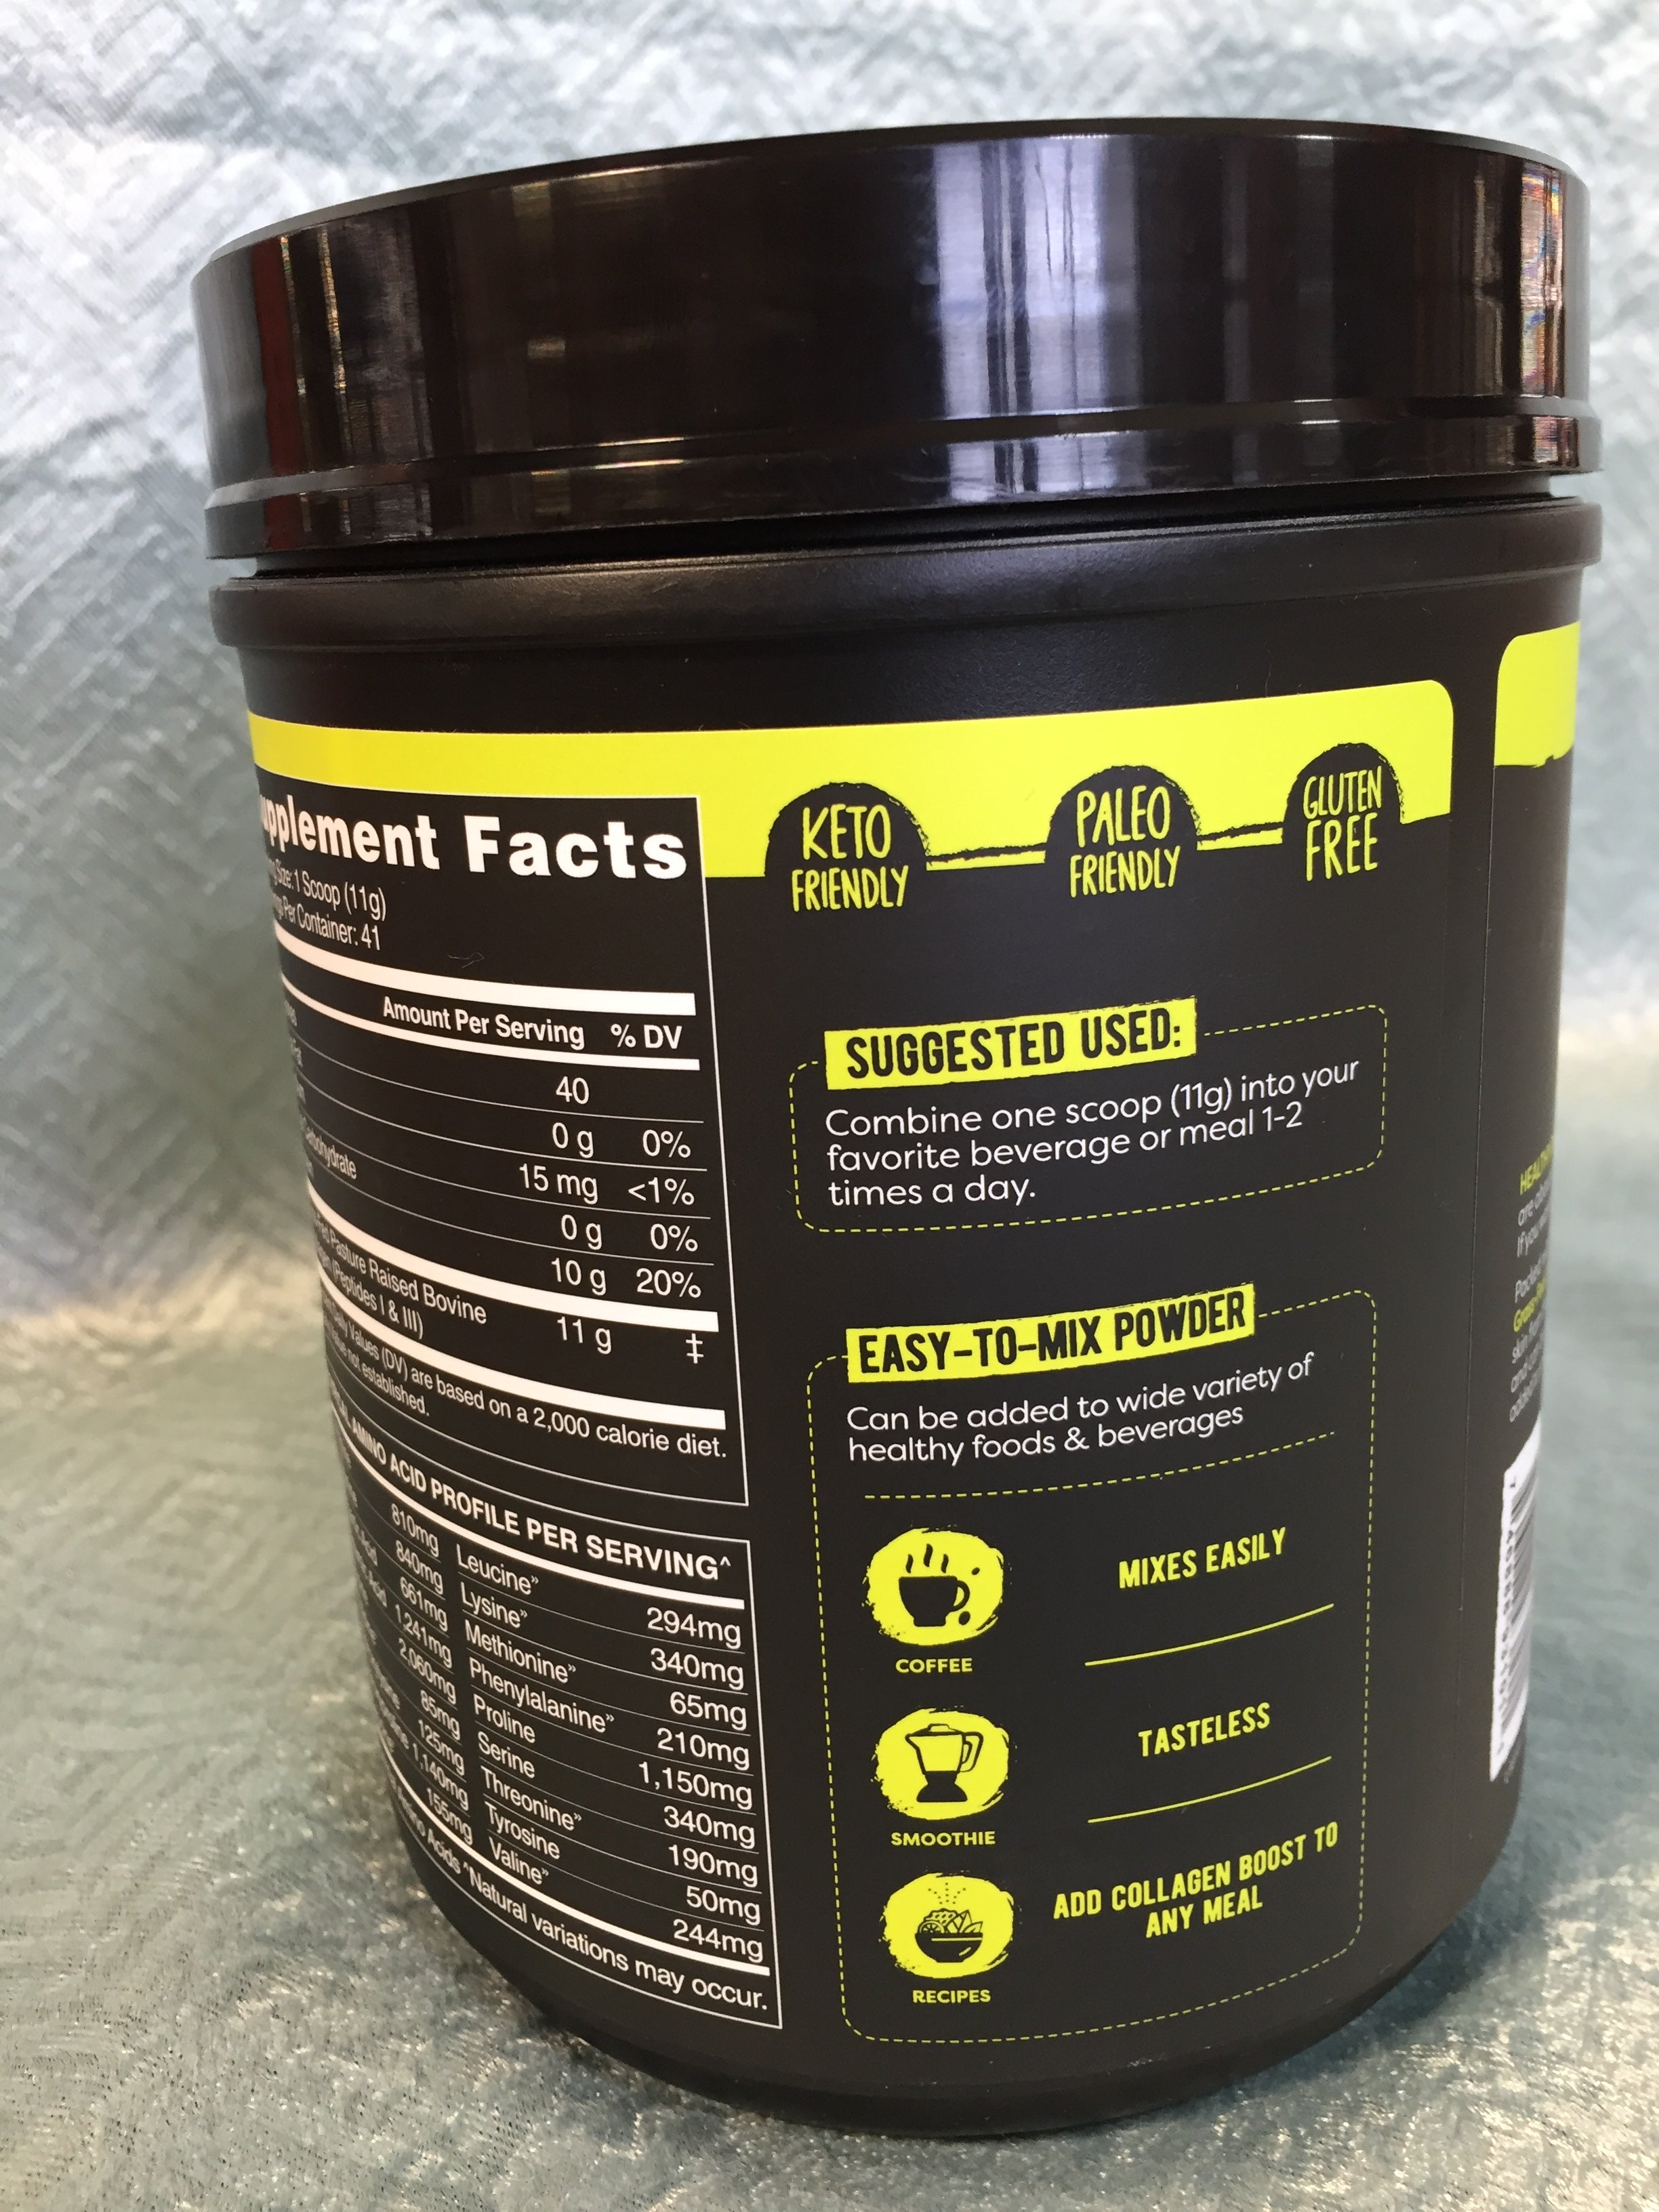 upplement Facts
Size: 1 Scoop (11g)
Per Container: 41
Amount Per Serving % DV
40
0 g 0%
15 mg <1%
0 g 0%
10 g 20%
Pasture Raised Bovine
(Peptides I & III) 11 g ‡
Daily Values (DV) are based on a 2,000 calorie diet.
not established.
AMINO ACID PROFILE PER SERVING^
810mg Leucine” 294mg
840mg Lysine” 340mg
661mg Methionine” 65mg
1,241mg Phenylalanine” 210mg
2,060mg Proline 1,150mg
85mg Serine 340mg
125mg Threonine” 190mg
1,140mg Tyrosine 50mg
155mg Valine” 244mg
Acids ^Natural variations may occur.
KETO
FRIENDLY
PALEO
FRIENDLY
GLUTEN
FREE
SUGGESTED USED:
Combine one scoop (11g) into your
favorite beverage or meal 1-2
times a day.
EASY-TO-MIX POWDER
Can be added to wide variety of
healthy foods & beverages
COFFEE
MIXES EASILY
SMOOTHIE
TASTELESS
RECIPES
ADD COLLAGEN BOOST TO
ANY MEAL